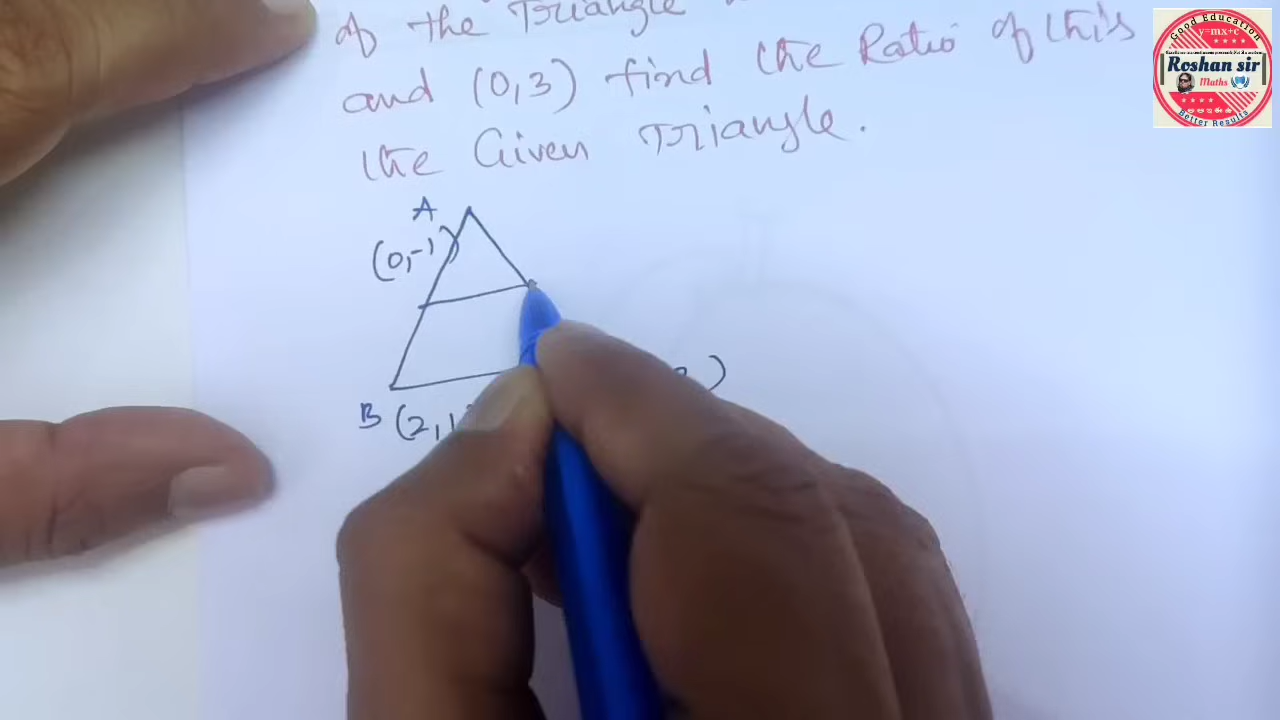 of the Triangle
and (0,3) find the Ratio of this
the Given Triangle.
A
(0,-1)
)
B (2,1
Good Education
y=mx+c
Roshan sir
Maths
Better Results